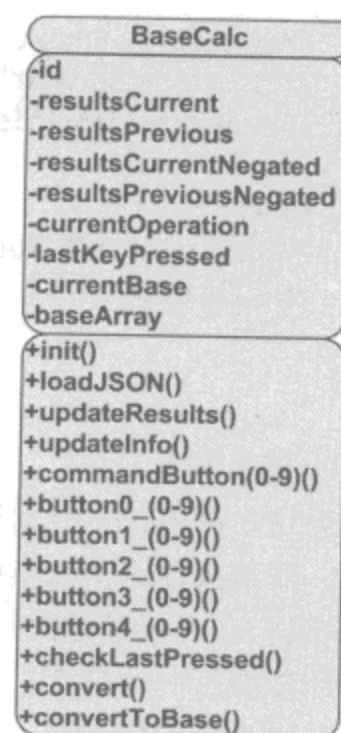 BaseCalc
-id
-resultsCurrent
-resultsPrevious
-resultsCurrentNegated
-resultsPreviousNegated
-currentOperation
-lastKeyPressed
-currentBase
-baseArray
+init()
+loadJSON()
+updateResults()
+updateInfo()
+commandButton(0-9)()
+button0_(0-9)()
+button1_(0-9)()
+button2_(0-9)()
+button3_(0-9)()
+button4_(0-9)()
+checkLastPressed()
+convert()
+convertToBase()